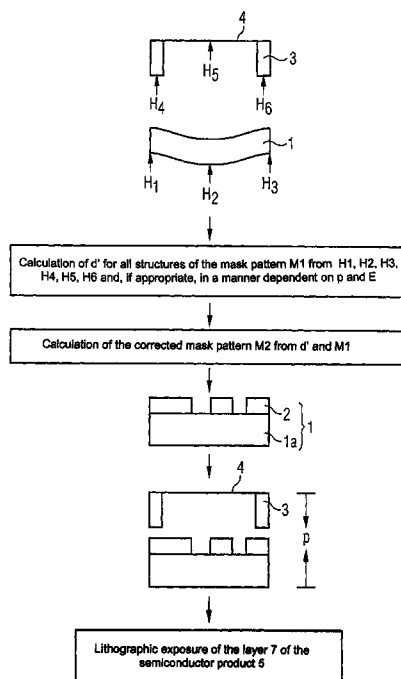 4
3
H5
H4
H6
1
H1
H2
H3
Calculation of d' for all structures of the mask pattern M1 from H1, H2, H3,
H4, H5, H6 and, if appropriate, in a manner dependent on p and E
Calculation of the corrected mask pattern M2 from d' and M1
2
1
1a
4
3
p
Lithographic exposure of the layer 7 of the
semiconductor product 5